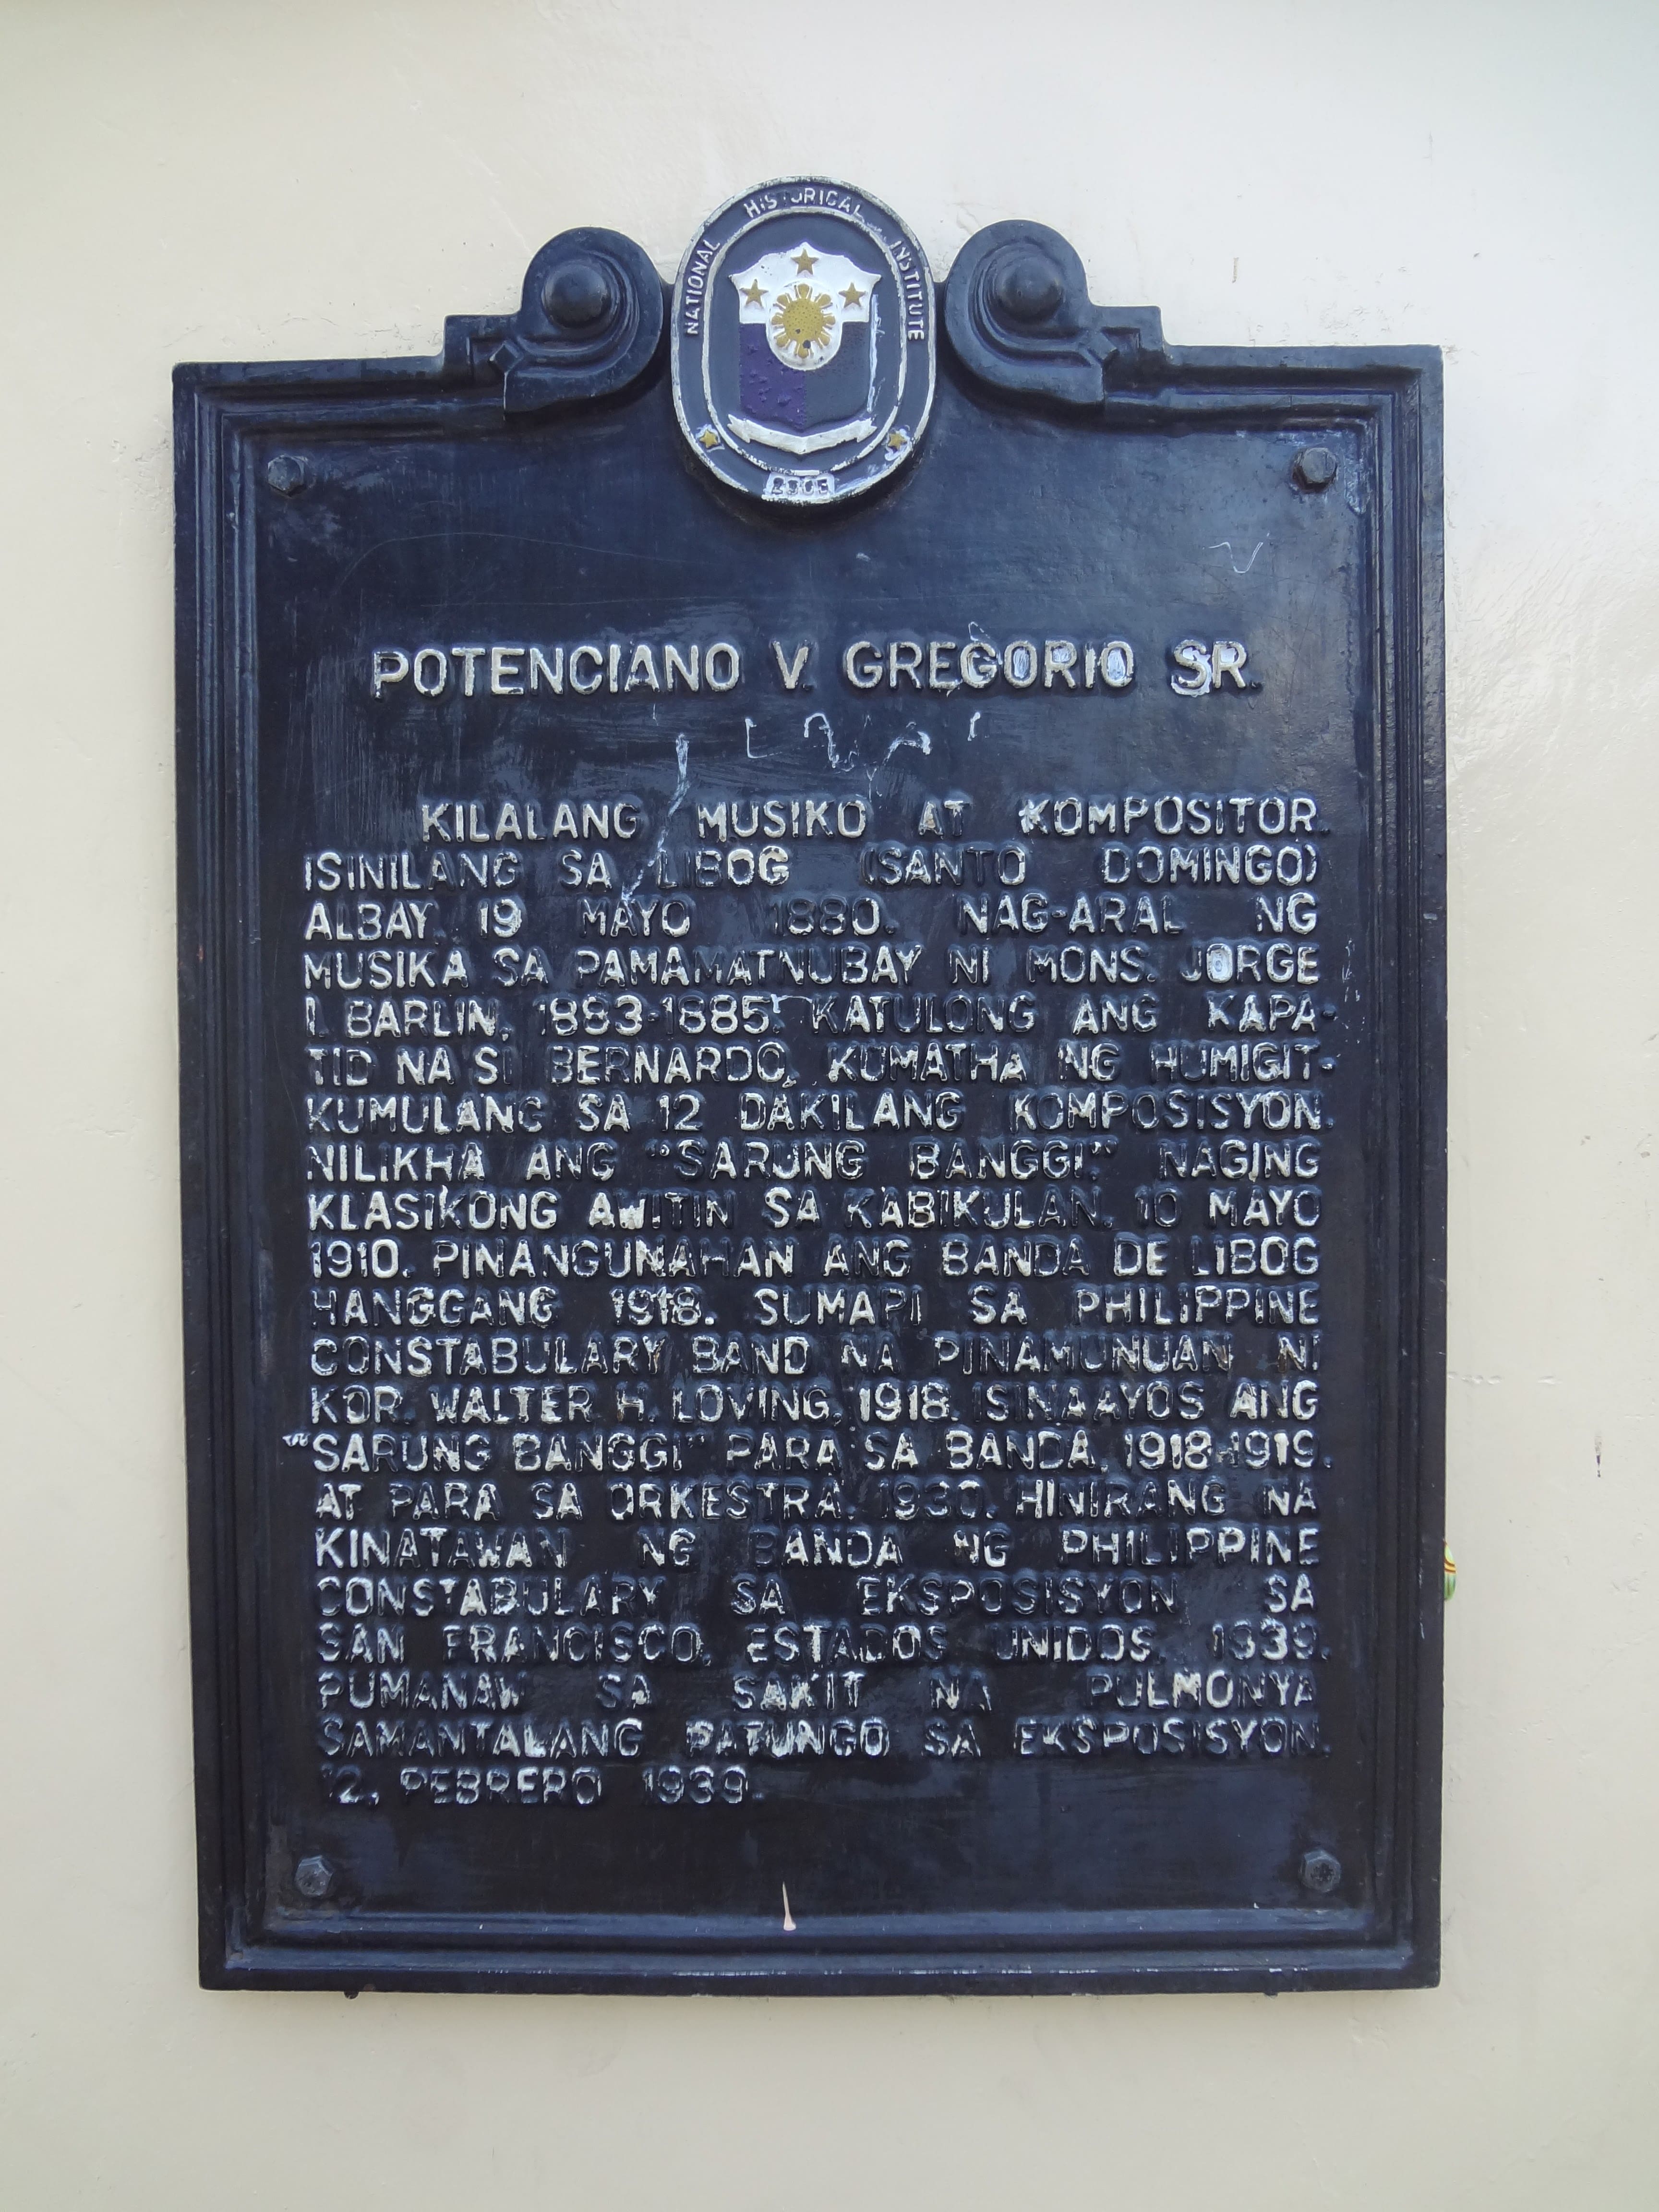 NATIONAL HISTORICAL INSTITUTE
2003
POTENCIANO V. GREGORIO SR.
KILALANG MUSIKO AT KOMPOSITOR.
ISINILANG SA LIBOG (SANTO DOMINGO)
ALBAY, 19 MAYO 1880. NAG-ARAL NG
MUSIKA SA PAMAMATNUBAY NI MONS. JORGE
I. BARLIN, 1883-1885. KATULONG ANG KAPA-
TID NA SI BERNARDO, KUMATHA NG HUMIGIT-
KUMULANG SA 12 DAKILANG KOMPOSISYON.
NILIKHA ANG "SARUNG BANGGI," NAGING
KLASIKONG AWITIN SA KABIKULAN, 10 MAYO
1910. PINANGUNAHAN ANG BANDA DE LIBOG
HANGGANG 1918. SUMAPI SA PHILIPPINE
CONSTABULARY BAND NA PINAMUNUAN NI
KOR. WALTER H. LOVING, 1918. ISINAAYOS ANG
"SARUNG BANGGI" PARA SA BANDA, 1918-1919,
AT PARA SA ORKESTRA, 1930. HINIRANG NA
KINATAWAN NG BANDA NG PHILIPPINE
CONSTABULARY SA EKSPOSISYON SA
SAN FRANCISCO, ESTADOS UNIDOS, 1939.
PUMANAW SA SAKIT NA PULMONYA
SAMANTALANG PATUNGO SA EKSPOSISYON,
12, PEBRERO 1939.